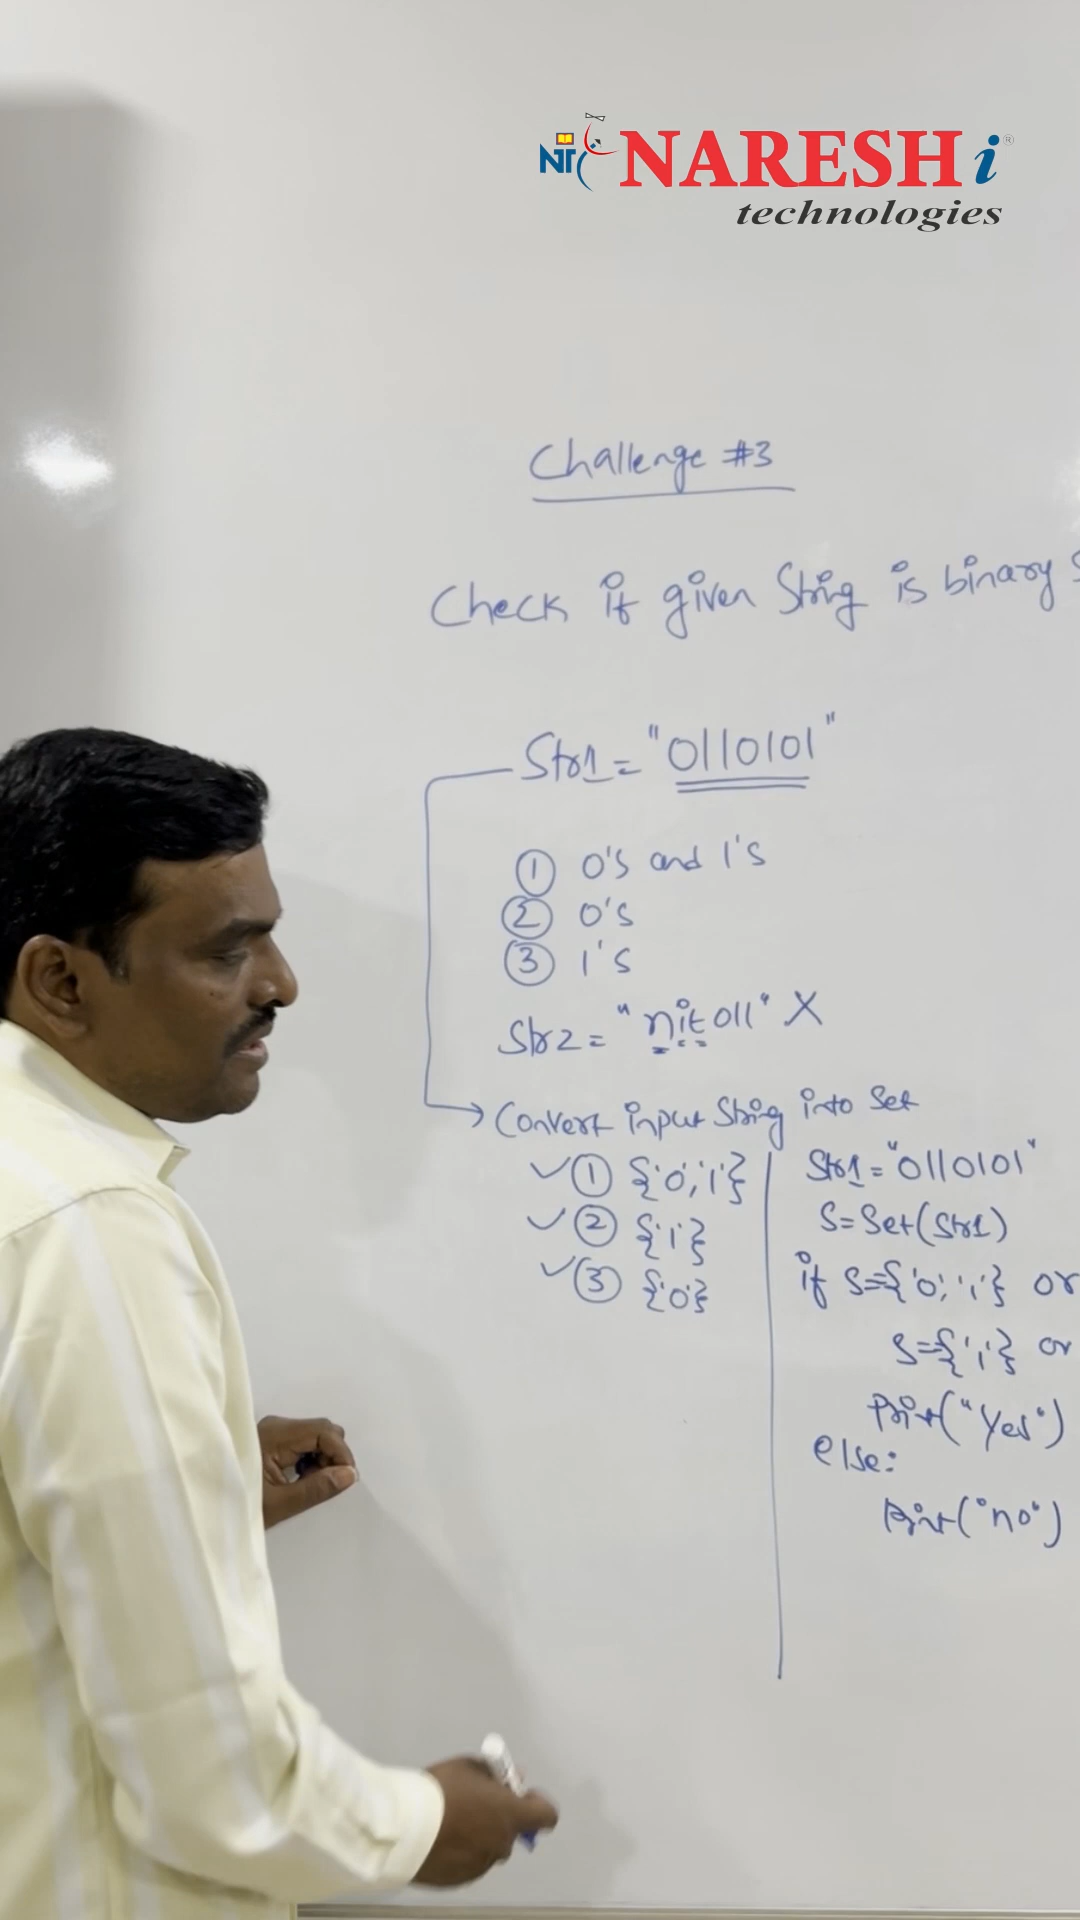 NT NARESH i ®
technologies
Challenge #3
Check if given String is binary S
Str1 = "0110101"
① 0's and 1's
② 0's
③ 1's
Str2 = "nit011" X
→ Convert input String into Set
✓ ① {'0','1'}
✓ ② {'1'}
✓ ③ {'0'}
Str1 = "0110101"
S=Set(Str1)
if S=={'0','1'} or
S=={'1'} or
Print("Yes")
else:
Print("no")